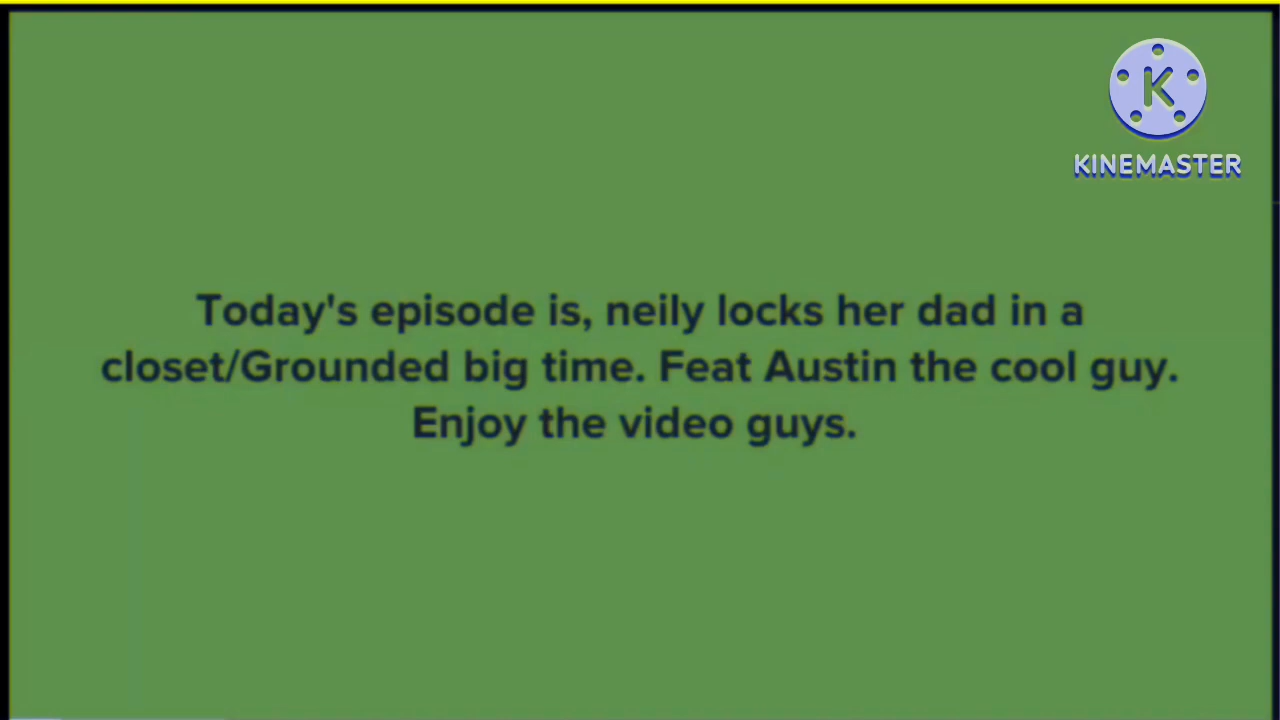 K
KINEMASTER
Today's episode is, neily locks her dad in a
closet/Grounded big time. Feat Austin the cool guy.
Enjoy the video guys.